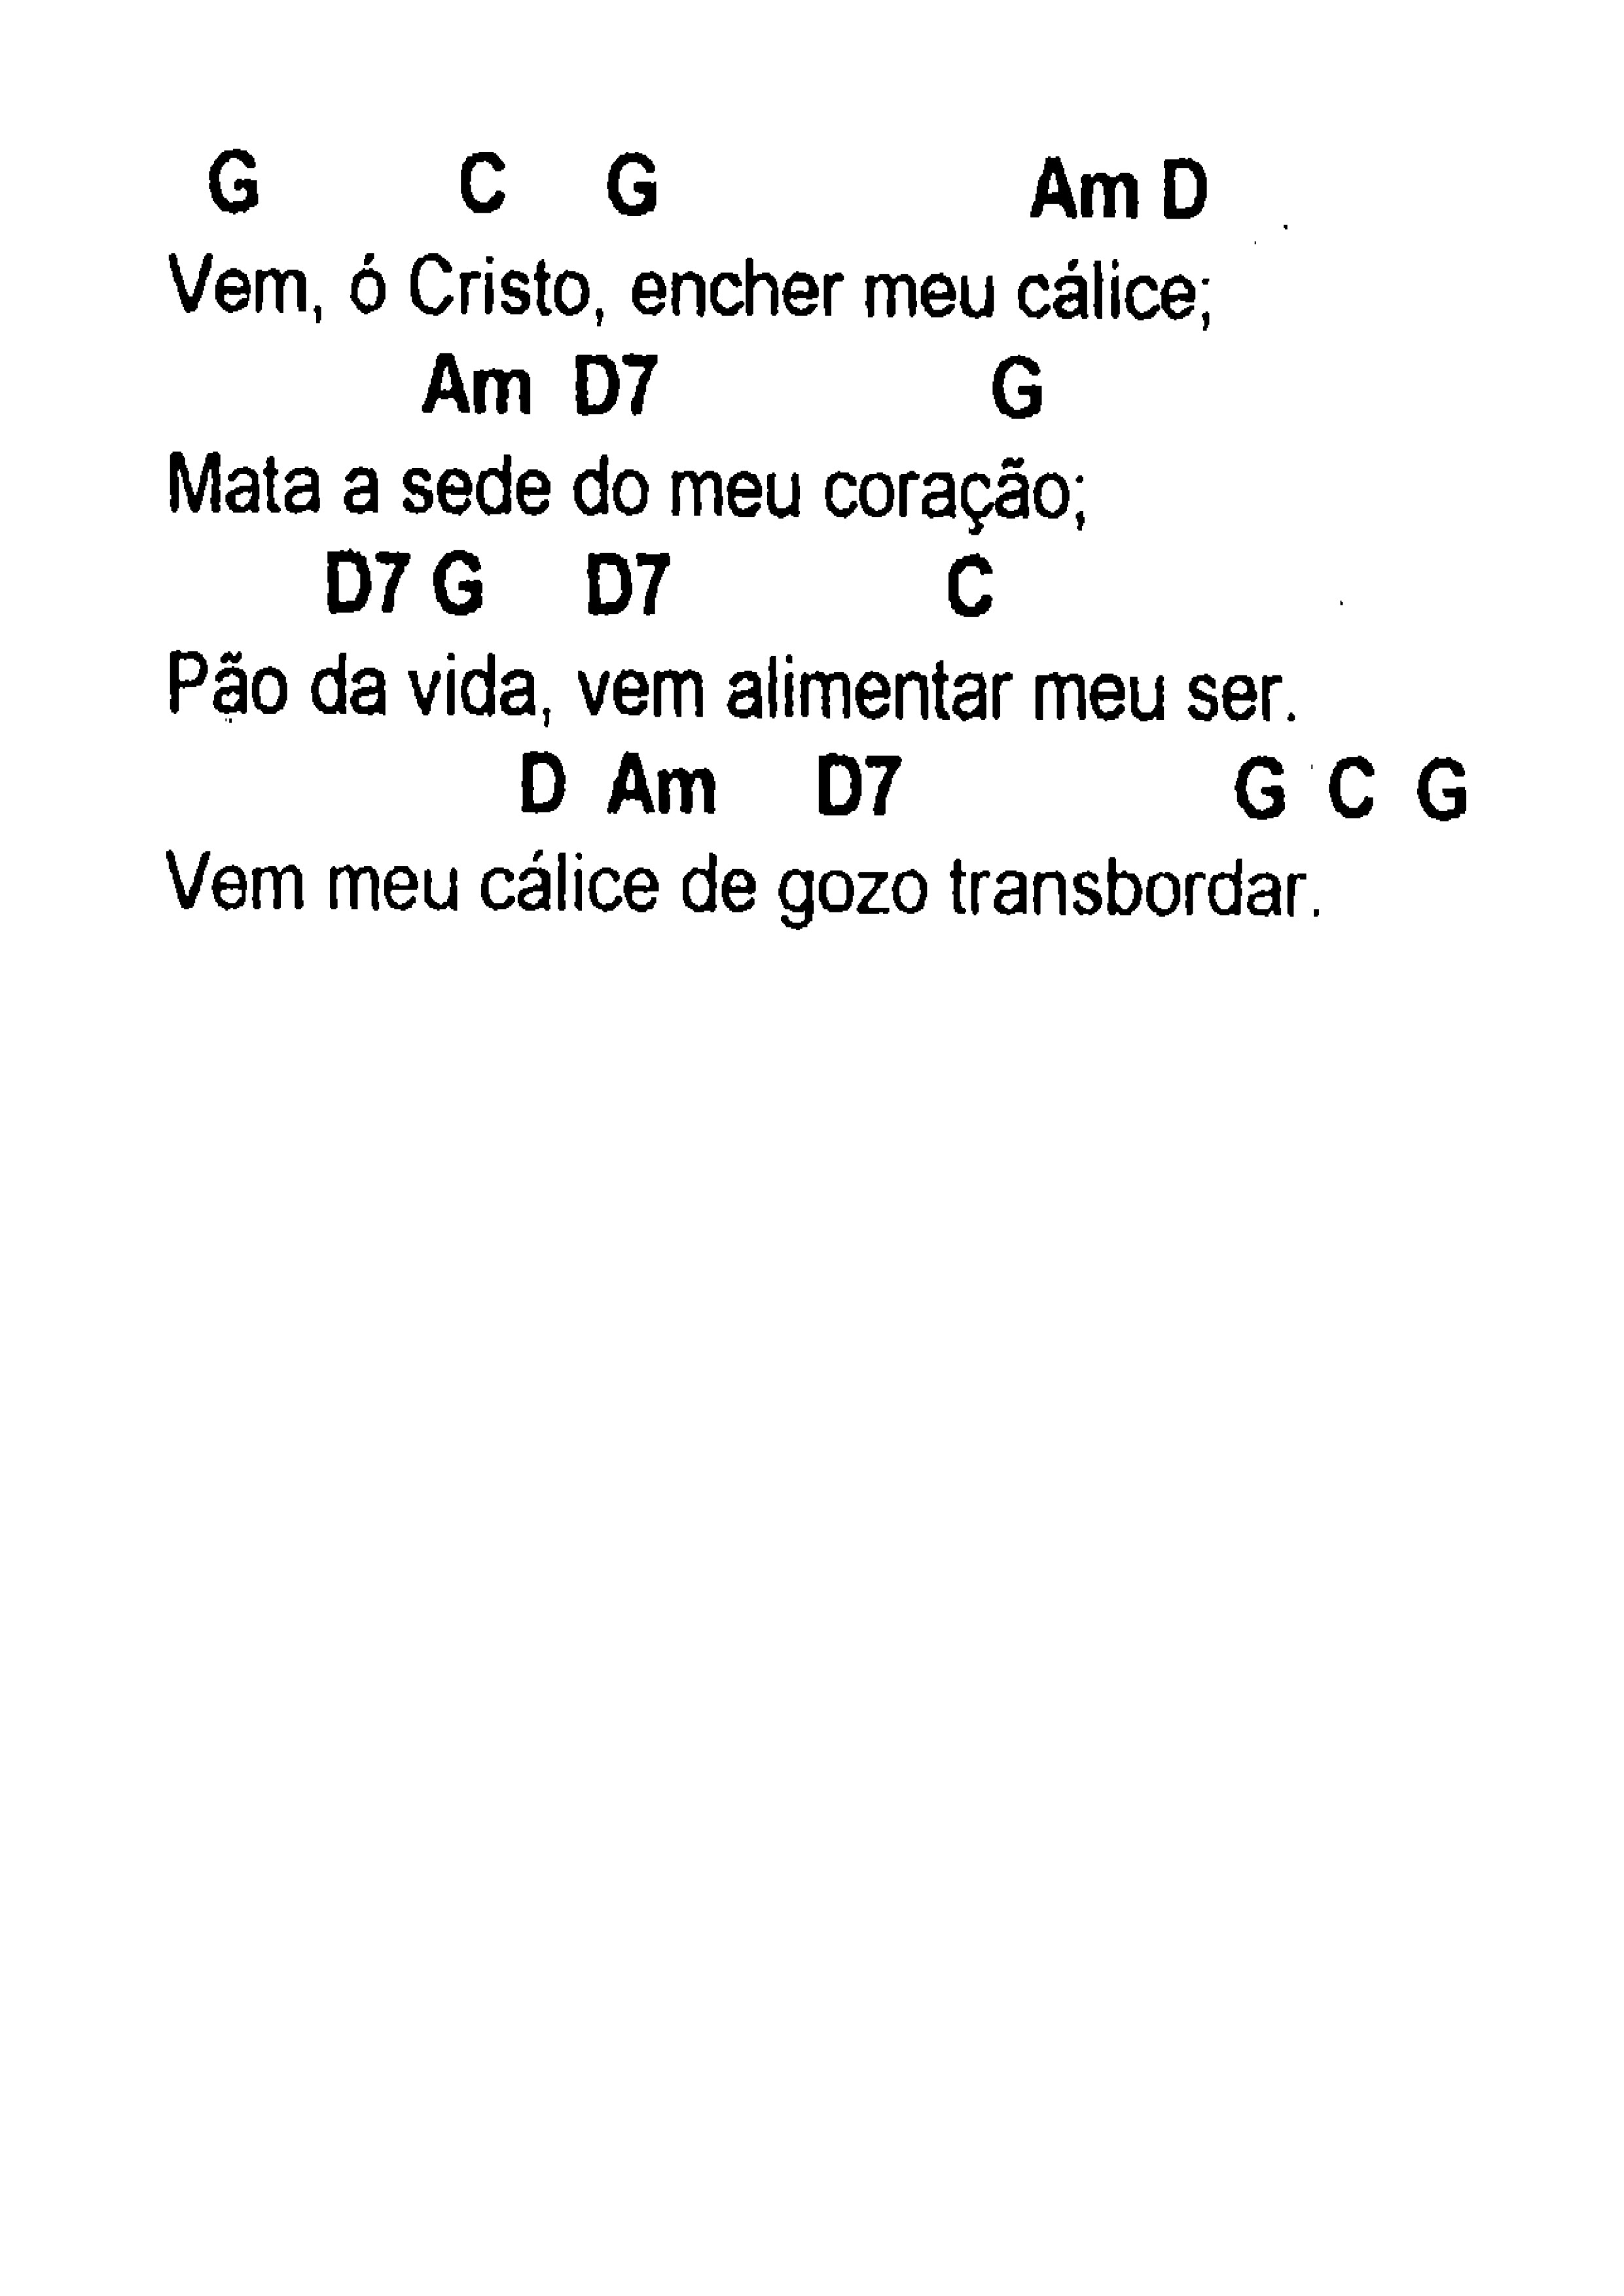 G C G Am D
Vem, ó Cristo, encher meu cálice;
Am D7 G
Mata a sede do meu coração;
D7 G D7 C
Pão da vida, vem alimentar meu ser.
D Am D7 G C G
Vem meu cálice de gozo transbordar.